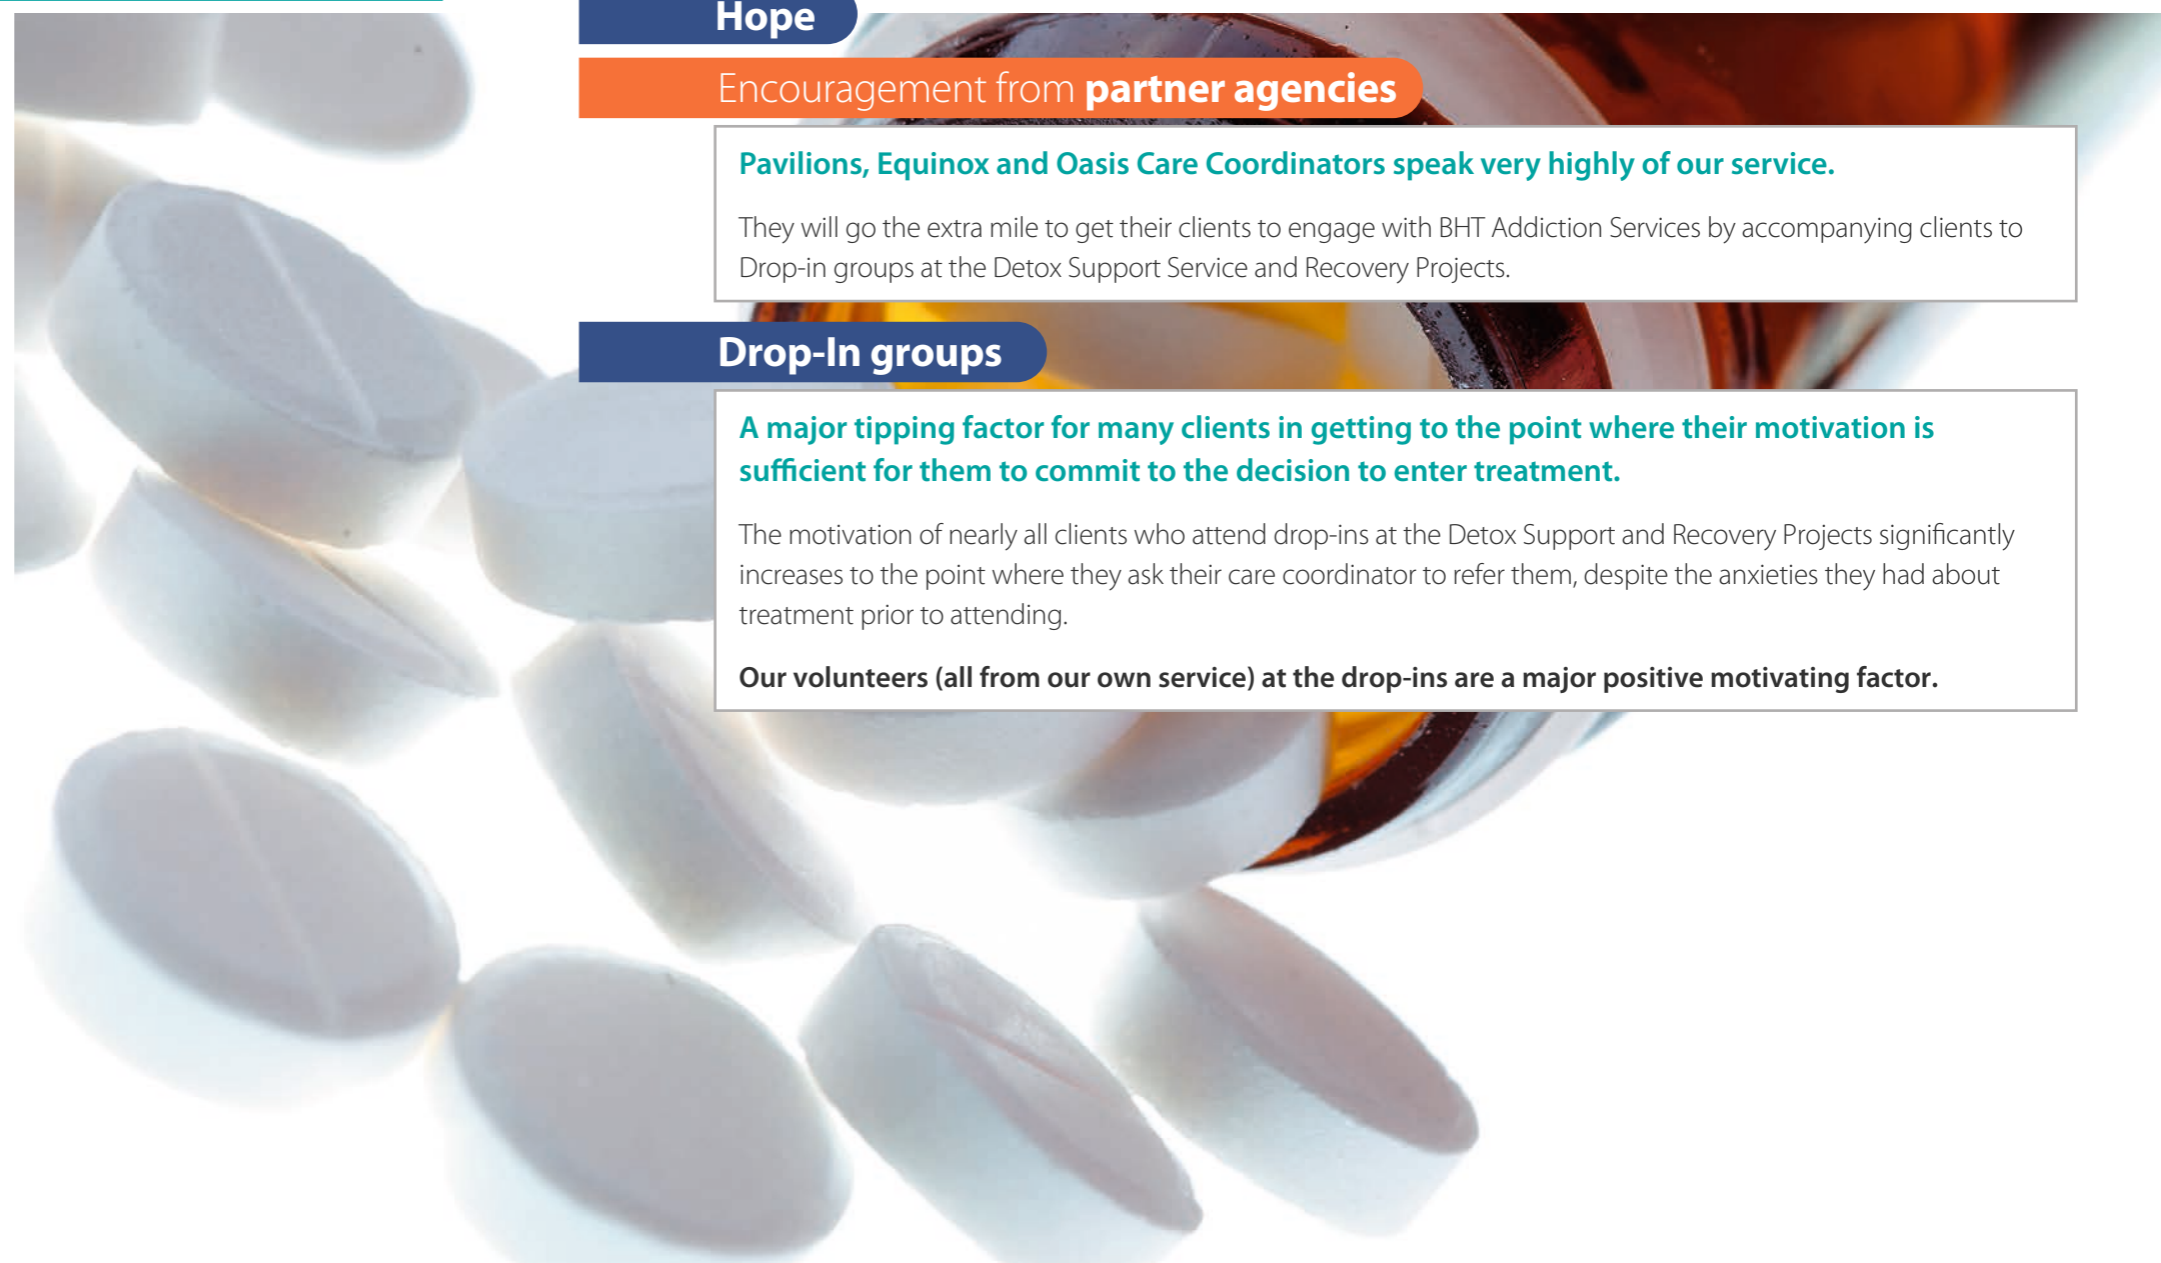 Hope
Encouragement from partner agencies
Pavilions, Equinox and Oasis Care Coordinators speak very highly of our service.
They will go the extra mile to get their clients to engage with BHT Addiction Services by accompanying clients to
Drop-in groups at the Detox Support Service and Recovery Projects.
Drop-In groups
A major tipping factor for many clients in getting to the point where their motivation is
sufficient for them to commit to the decision to enter treatment.
The motivation of nearly all clients who attend drop-ins at the Detox Support and Recovery Projects significantly
increases to the point where they ask their care coordinator to refer them, despite the anxieties they had about
treatment prior to attending.
Our volunteers (all from our own service) at the drop-ins are a major positive motivating factor.